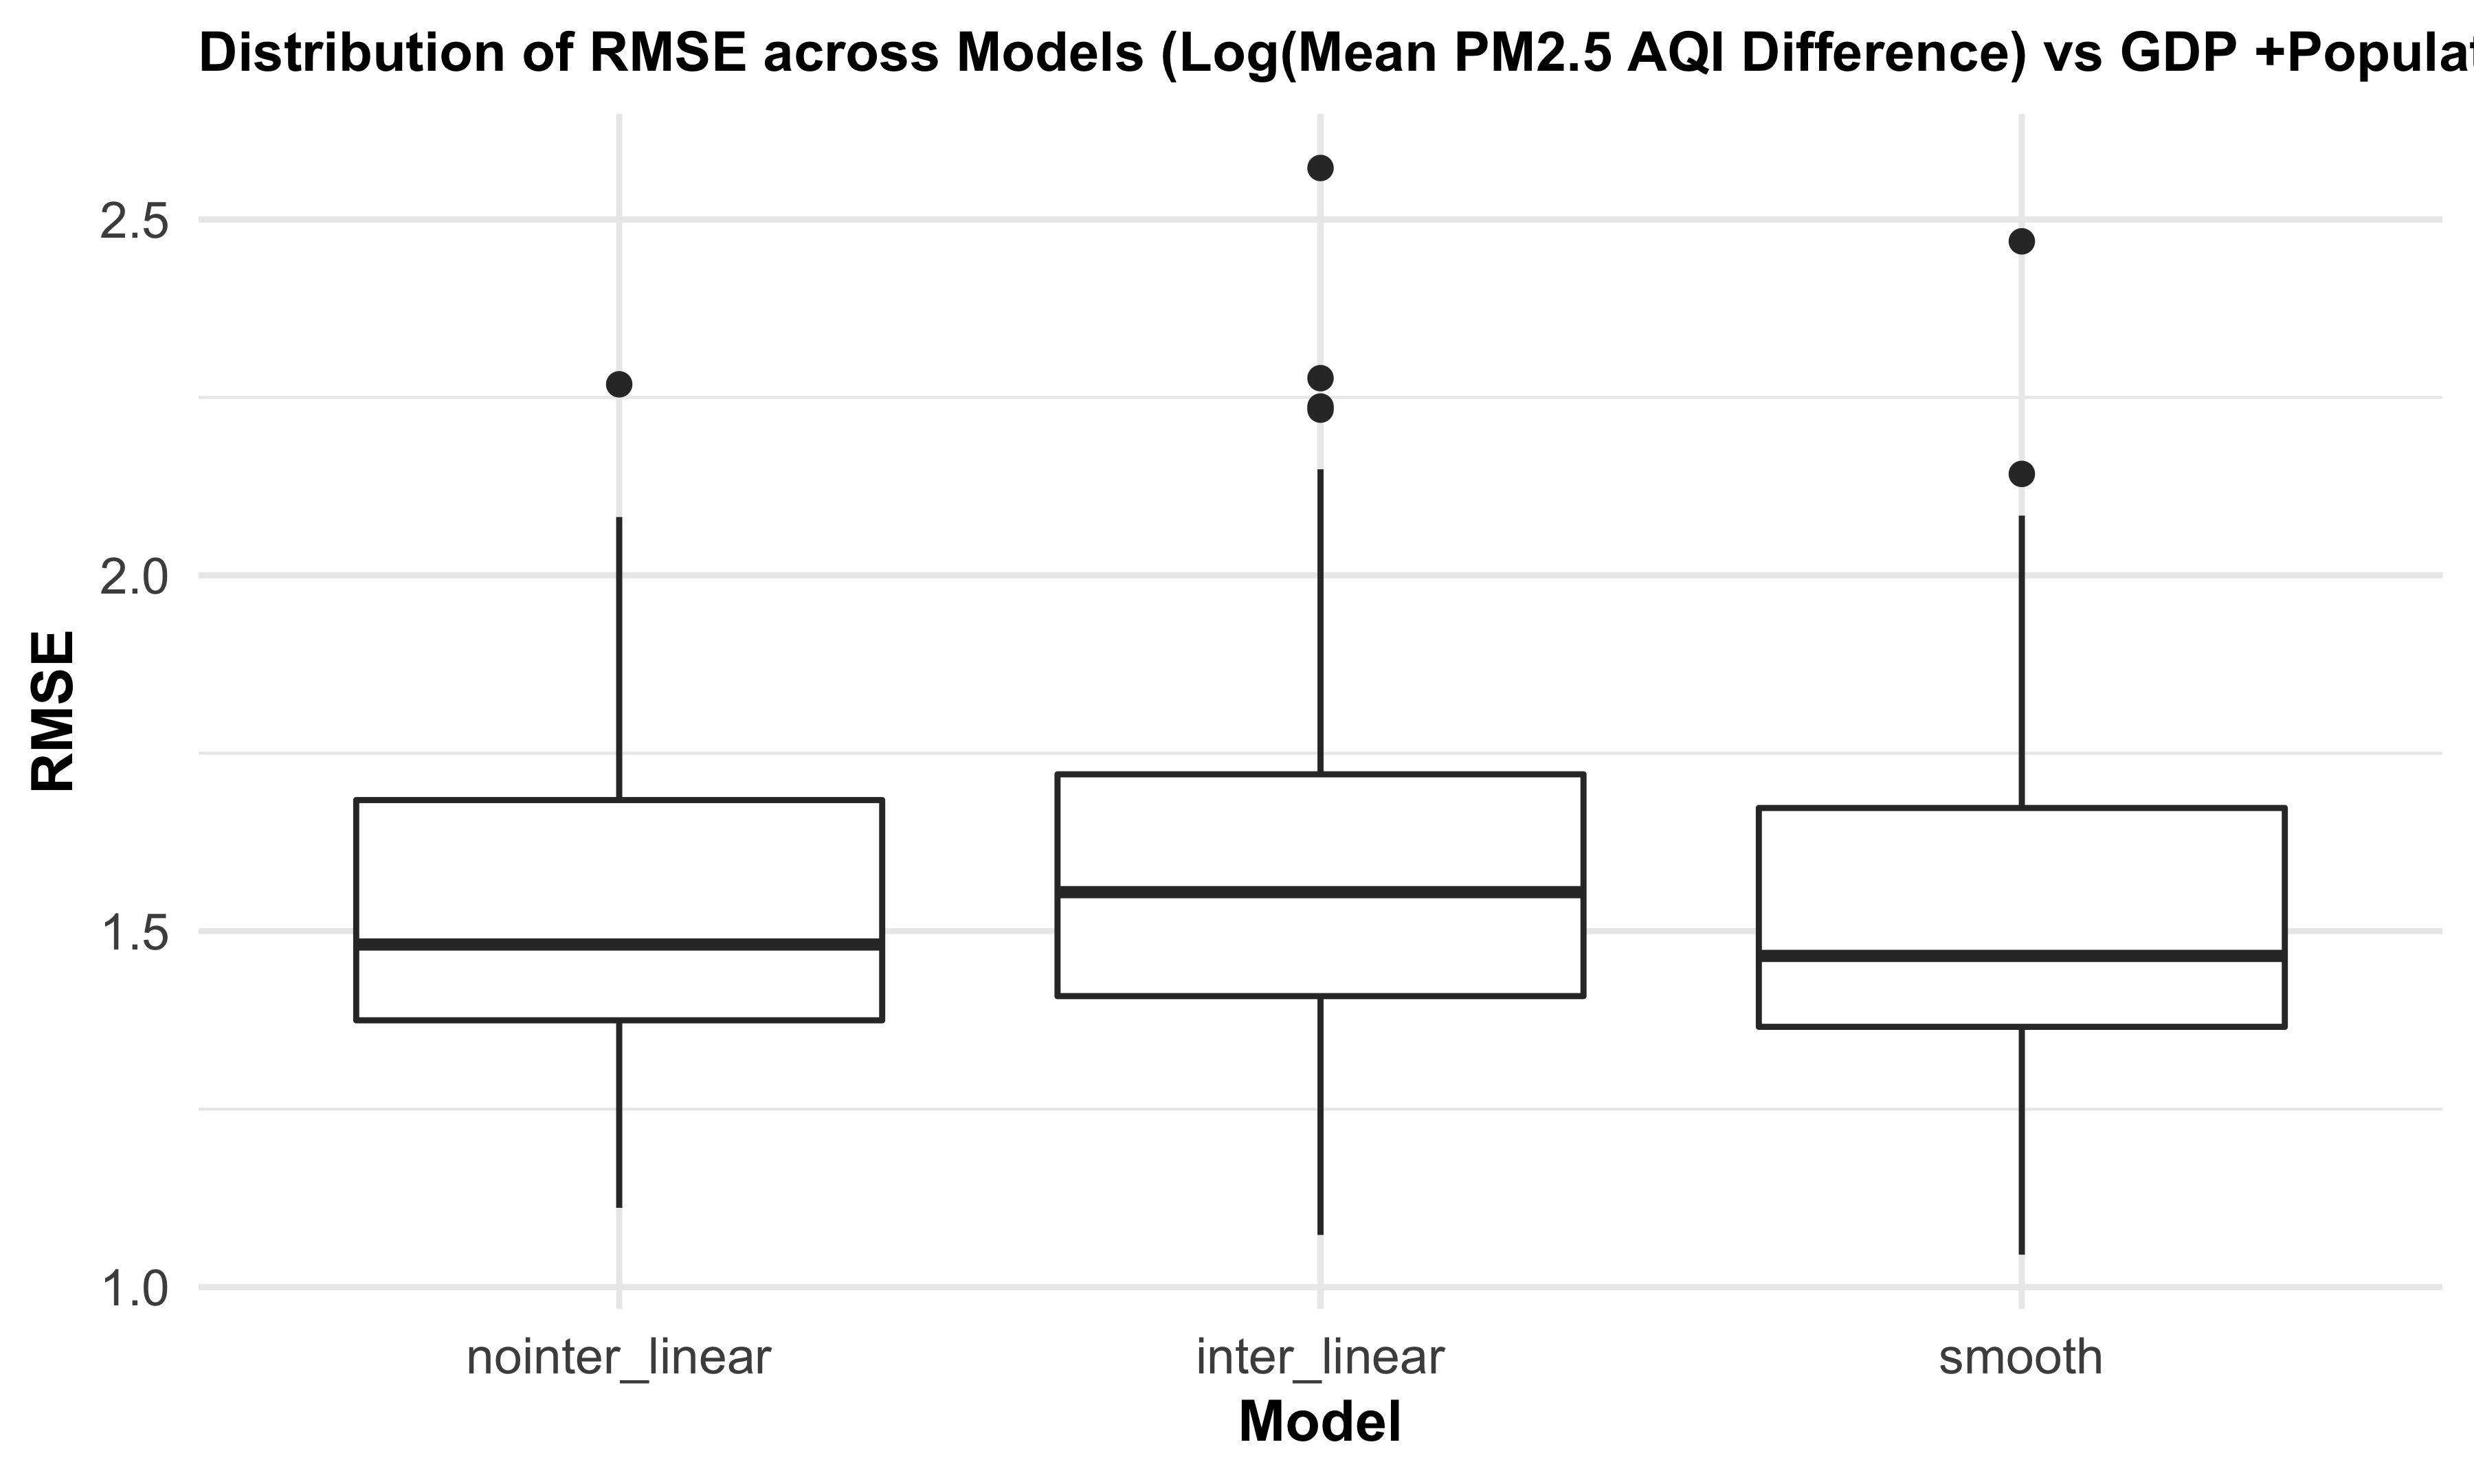 Distribution of RMSE across Models (Log(Mean PM2.5 AQI Difference) vs GDP +Populat
2.5
2.0
1.5
1.0
RMSE
nointer_linear
inter_linear
smooth
Model